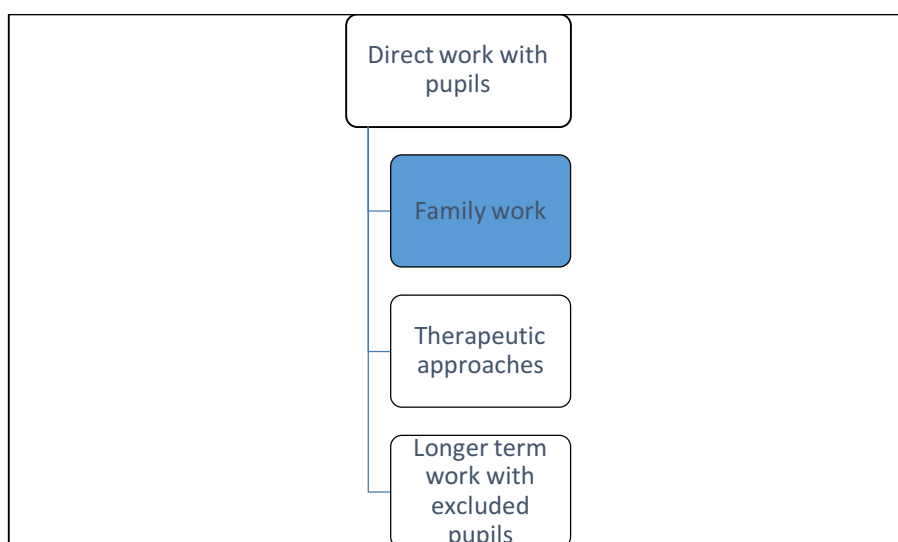 Direct work with
pupils
Family work
Therapeutic
approaches
Longer term
work with
excluded
pupils